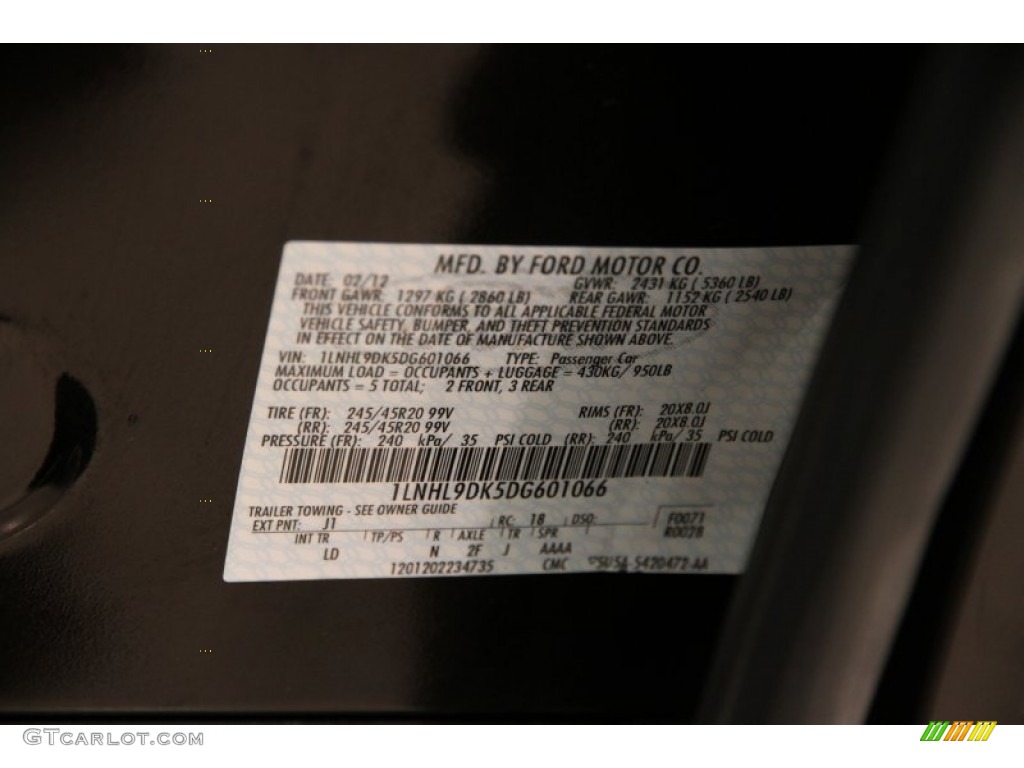 MFD. BY FORD MOTOR CO.
DATE: 02/12 GVWR: 2431 KG ( 5360 LB)
FRONT GAWR: 1297 KG ( 2860 LB) REAR GAWR: 1152 KG ( 2540 LB)
THIS VEHICLE CONFORMS TO ALL APPLICABLE FEDERAL MOTOR
VEHICLE SAFETY, BUMPER, AND THEFT PREVENTION STANDARDS
IN EFFECT ON THE DATE OF MANUFACTURE SHOWN ABOVE.
VIN: 1LNHL9DK5DG601066 TYPE: Passenger Car
MAXIMUM LOAD = OCCUPANTS + LUGGAGE = 430KG/ 950LB
OCCUPANTS = 5 TOTAL; 2 FRONT, 3 REAR
TIRE (FR): 245/45R20 99V RIMS (FR): 20X8.0J
(RR): 245/45R20 99V (RR): 20X8.0J
PRESSURE (FR): 240 kPa/ 35 PSI COLD (RR): 240 kPa/ 35 PSI COLD
1LNHL9DK5DG601066
TRAILER TOWING - SEE OWNER GUIDE
EXT PNT: J1 RC: 18 DSO: F0071
INT TR TP/PS R AXLE TR SPR R0028
LD N 2F J AAAA
1201202234735 CMC
GTcarlot.com